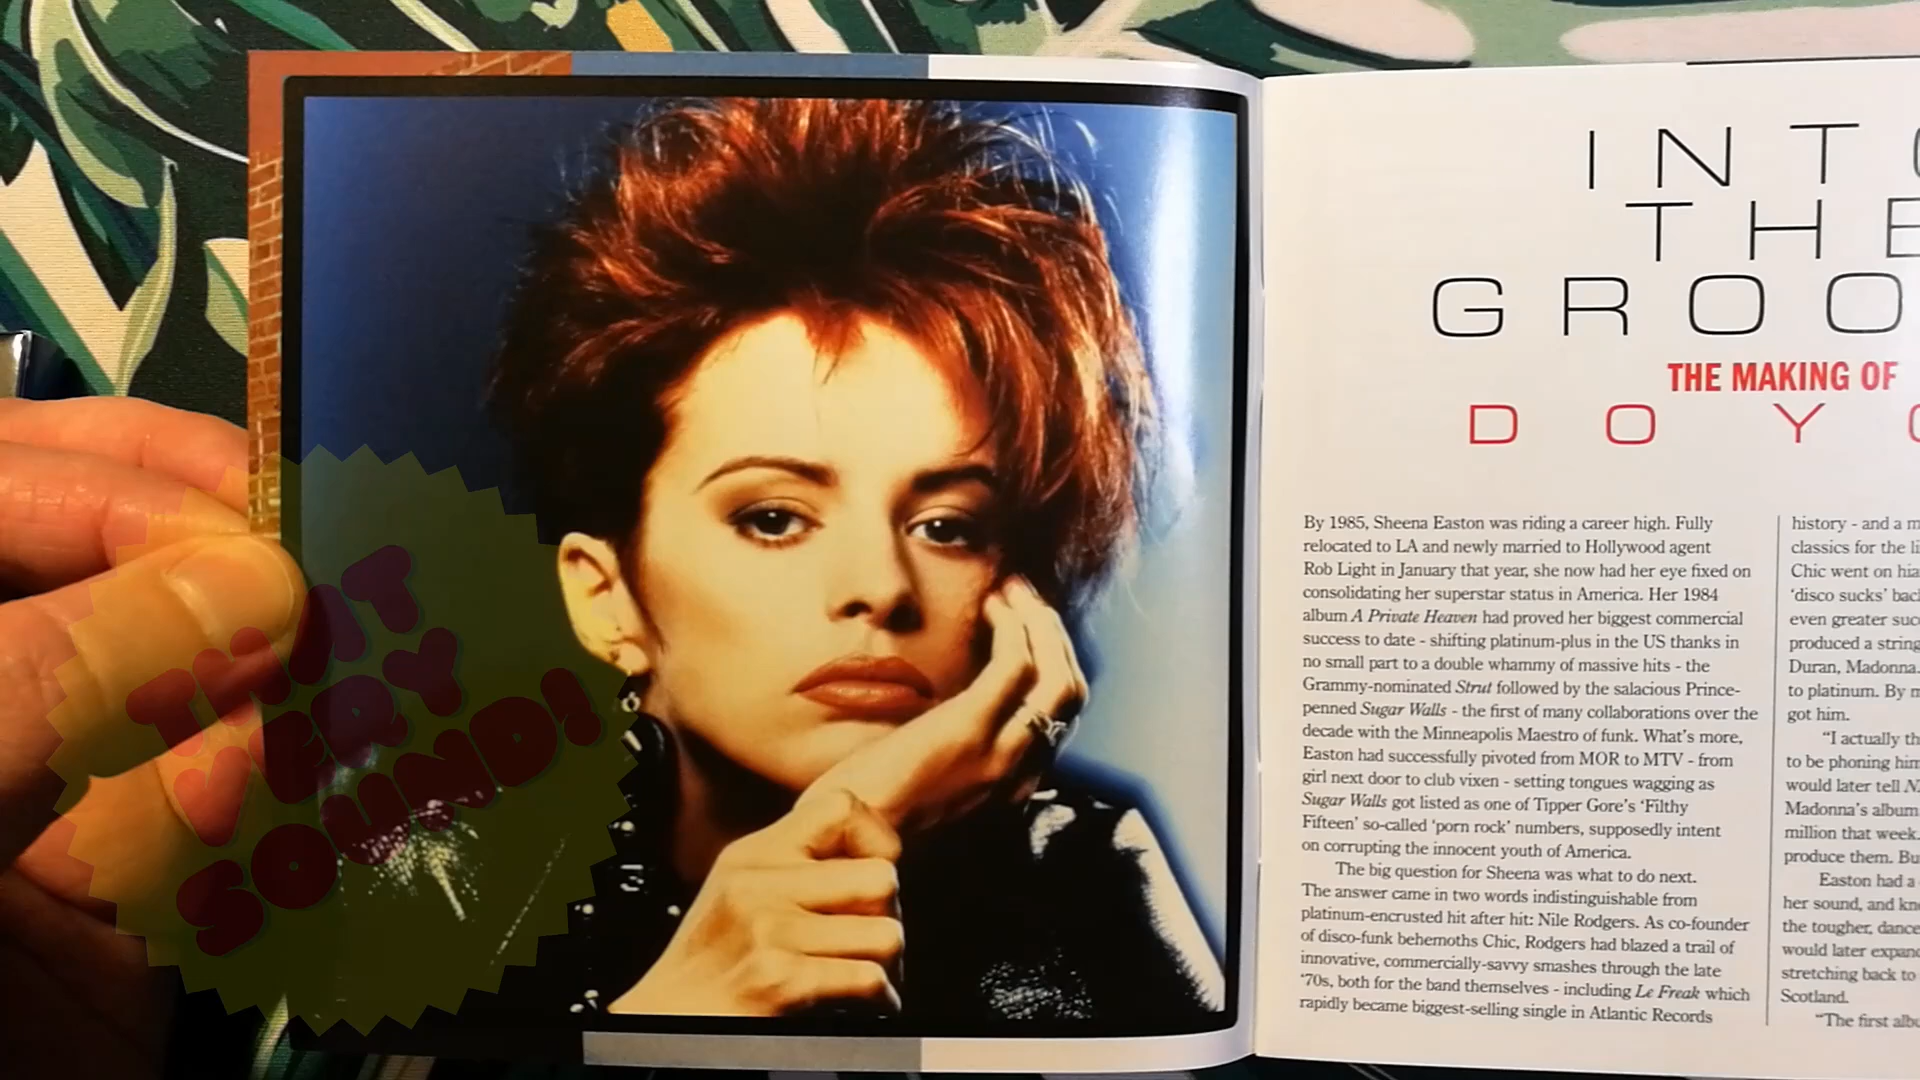 THAT
VERY
SOUND!
INTO
THE
GROO
THE MAKING OF
DOYO
By 1985, Sheena Easton was riding a career high. Fully
relocated to LA and newly married to Hollywood agent
Rob Light in January that year, she now had her eye fixed on
consolidating her superstar status in America. Her 1984
album A Private Heaven had proved her biggest commercial
success to date - shifting platinum-plus in the US thanks in
no small part to a double whammy of massive hits - the
Grammy-nominated Strut followed by the salacious Prince-
penned Sugar Walls - the first of many collaborations over the
decade with the Minneapolis Maestro of funk. What's more,
Easton had successfully pivoted from MOR to MTV - from
girl next door to club vixen - setting tongues wagging as
Sugar Walls got listed as one of Tipper Gore's 'Filthy
Fifteen' so-called 'porn rock' numbers, supposedly intent
on corrupting the innocent youth of America.
The big question for Sheena was what to do next.
The answer came in two words indistinguishable from
platinum-encrusted hit after hit: Nile Rodgers. As co-founder
of disco-funk behemoths Chic, Rodgers had blazed a trail of
innovative, commercially-savvy smashes through the late
'70s, both for the band themselves - including Le Freak which
rapidly became biggest-selling single in Atlantic Records
history - and a m
classics for the li
Chic went on hia
'disco sucks' bac
even greater suc
produced a string
Duran, Madonna.
to platinum. By m
got him.
"I actually th
to be phoning him
would later tell N
Madonna's album
million that week.
produce them. Bu
Easton had a
her sound, and kno
the tougher, dance
would later expand
stretching back to
Scotland.
"The first albu